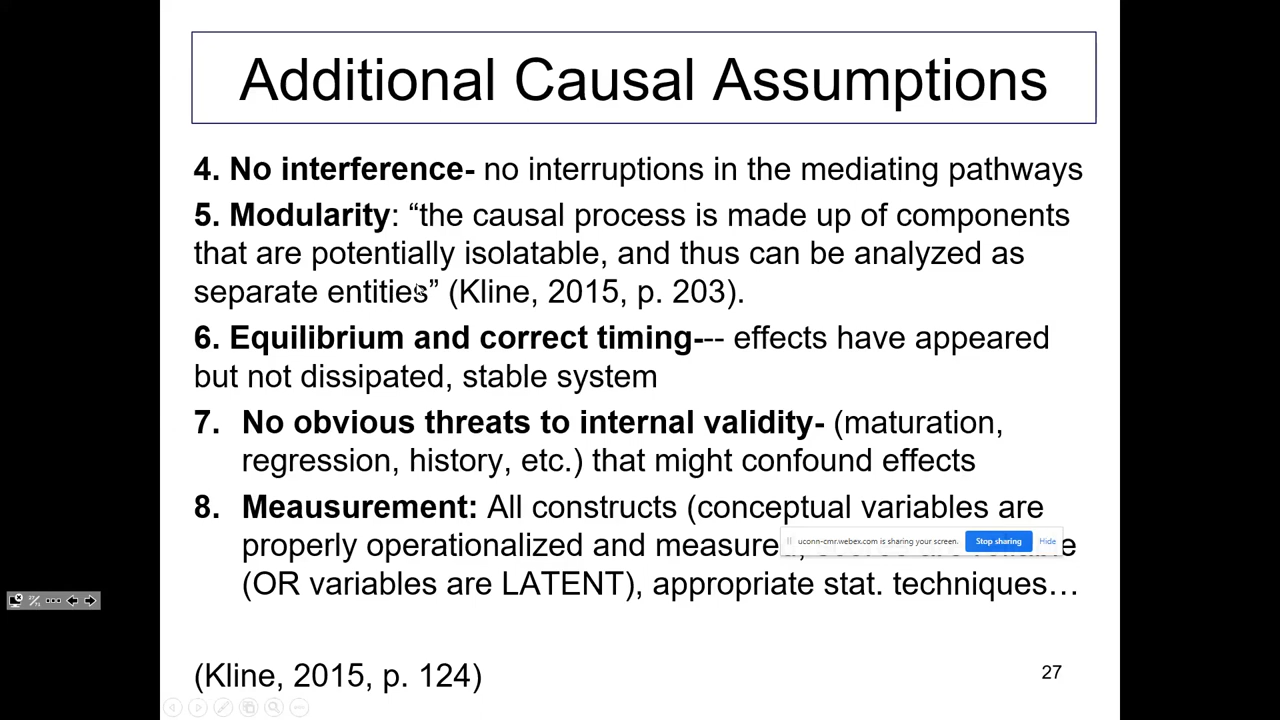 Additional Causal Assumptions
4. No interference- no interruptions in the mediating pathways
5. Modularity: “the causal process is made up of components
that are potentially isolatable, and thus can be analyzed as
separate entities” (Kline, 2015, p. 203).
6. Equilibrium and correct timing--- effects have appeared
but not dissipated, stable system
7. No obvious threats to internal validity- (maturation,
regression, history, etc.) that might confound effects
8. Meausurement: All constructs (conceptual variables are
properly operationalized and measured,
uconn-cmr.webex.com is sharing your screen. Stop sharing Hide
(OR variables are LATENT), appropriate stat. techniques…
(Kline, 2015, p. 124)
27